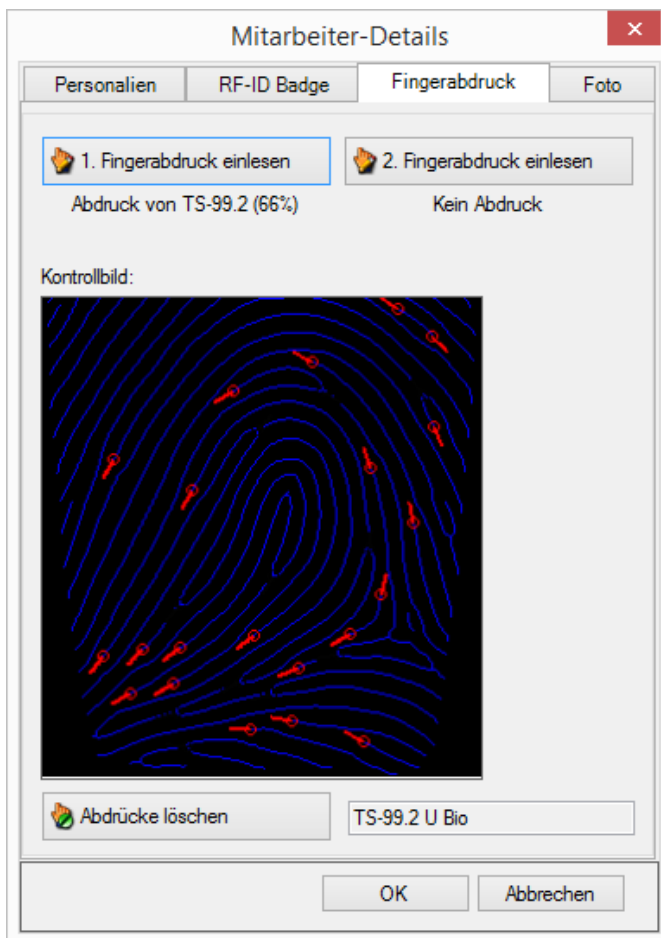 Mitarbeiter-Details
Personalien
RF-ID Badge
Fingerabdruck
Foto
1. Fingerabdruck einlesen
2. Fingerabdruck einlesen
Abdruck von TS-99.2 (66%)
Kein Abdruck
Kontrollbild:
Abdrücke löschen
TS-99.2 U Bio
OK
Abbrechen